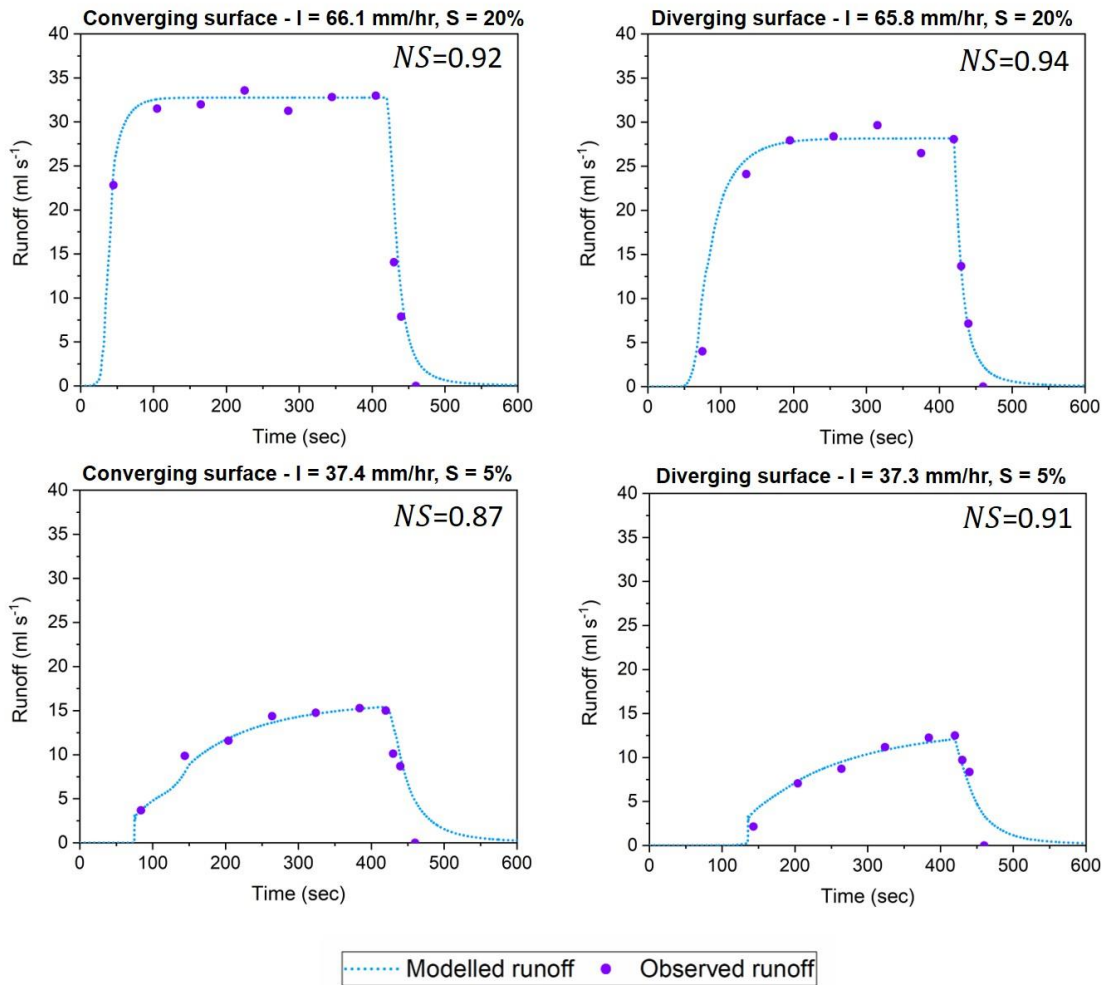 Converging surface - I = 66.1 mm/hr, S = 20%
NS=0.92
40
35
30
25
20
15
10
5
0
Runoff (ml s⁻¹)
0 100 200 300 400 500 600
Time (sec)
Diverging surface - I = 65.8 mm/hr, S = 20%
NS=0.94
40
35
30
25
20
15
10
5
0
Runoff (ml s⁻¹)
0 100 200 300 400 500 600
Time (sec)
Converging surface - I = 37.4 mm/hr, S = 5%
NS=0.87
40
35
30
25
20
15
10
5
0
Runoff (ml s⁻¹)
0 100 200 300 400 500 600
Time (sec)
Diverging surface - I = 37.3 mm/hr, S = 5%
NS=0.91
40
35
30
25
20
15
10
5
0
Runoff (ml s⁻¹)
0 100 200 300 400 500 600
Time (sec)
Modelled runoff Observed runoff